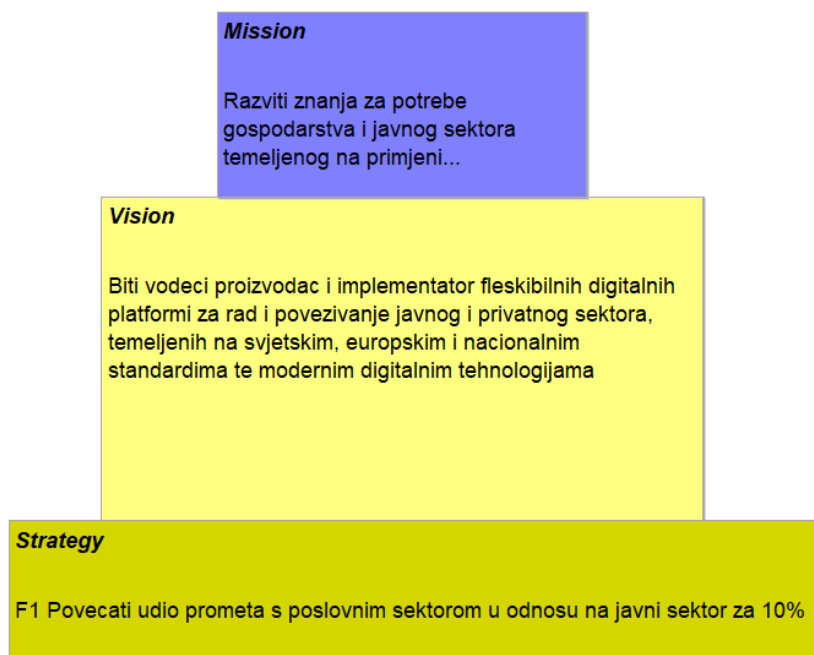 Mission
Razviti znanja za potrebe
gospodarstva i javnog sektora
temeljenog na primjeni...
Vision
Biti vodeci proizvodac i implementator fleskibilnih digitalnih
platformi za rad i povezivanje javnog i privatnog sektora,
temeljenih na svjetskim, europskim i nacionalnim
standardima te modernim digitalnim tehnologijama
Strategy
F1 Povecati udio prometa s poslovnim sektorom u odnosu na javni sektor za 10%